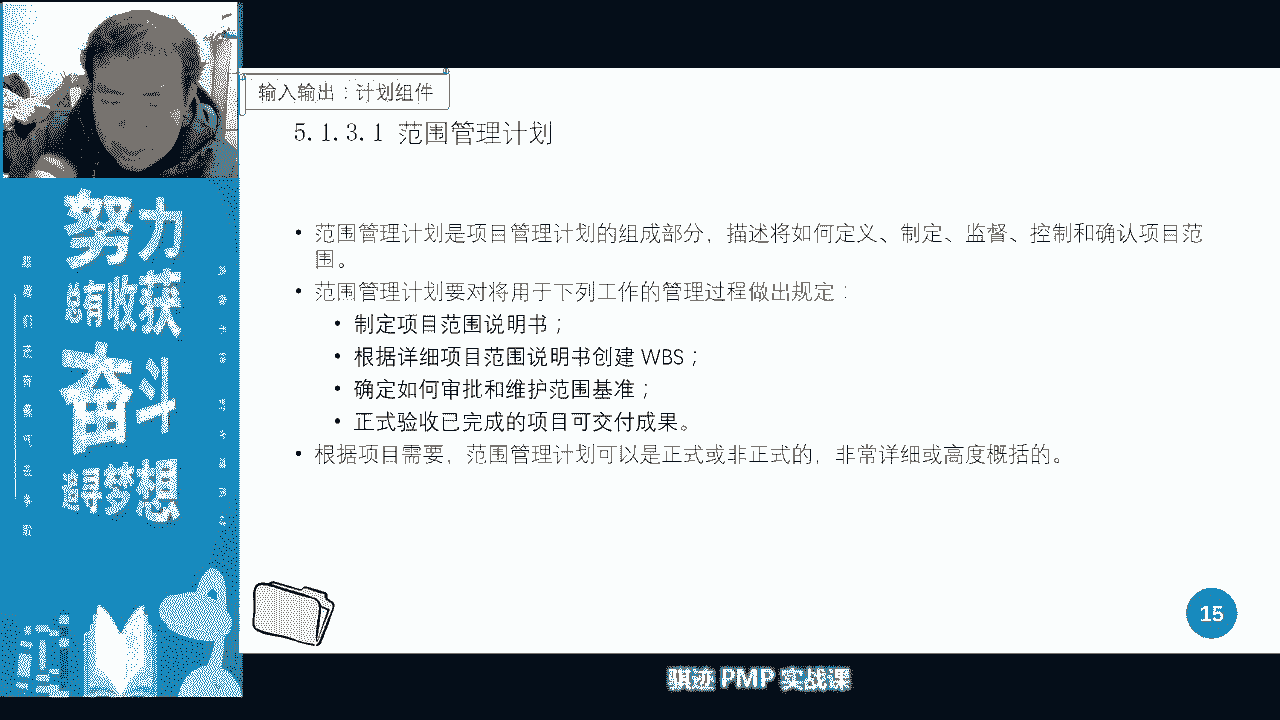 输入输出：计划组件
5.1.3.1 范围管理计划
• 范围管理计划是项目管理计划的组成部分，描述将如何定义、制定、监督、控制和确认项目范
围。
• 范围管理计划要对将用于下列工作的管理过程做出规定：
• 制定项目范围说明书；
• 根据详细项目范围说明书创建 WBS；
• 确定如何审批和维护范围基准；
• 正式验收已完成的项目可交付成果。
• 根据项目需要，范围管理计划可以是正式或非正式的，非常详细或高度概括的。
15
努力
总有收获
奋斗
追寻梦想
骐迹 PMP 实战课